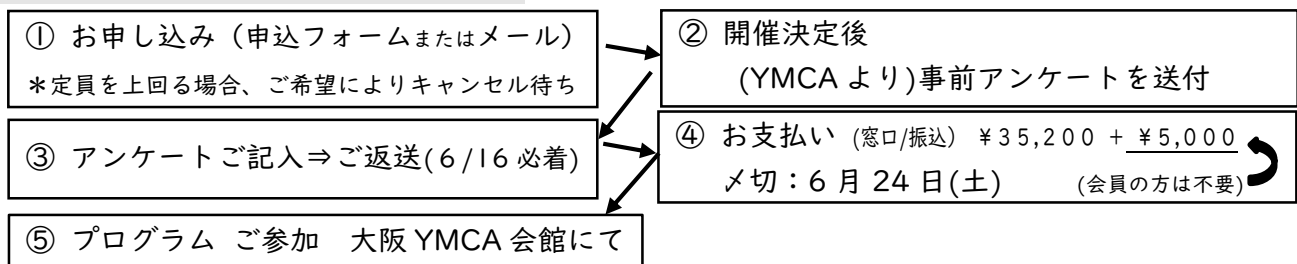 ① お申し込み（申込フォームまたはメール）
＊定員を上回る場合、ご希望によりキャンセル待ち
② 開催決定後
(YMCAより)事前アンケートを送付
③ アンケートご記入⇒ご返送(6/16必着)
④ お支払い (窓口/振込) ￥35,200 + ￥5,000
〆切：6月24日(土) (会員の方は不要)
⑤ プログラム ご参加 大阪YMCA会館にて